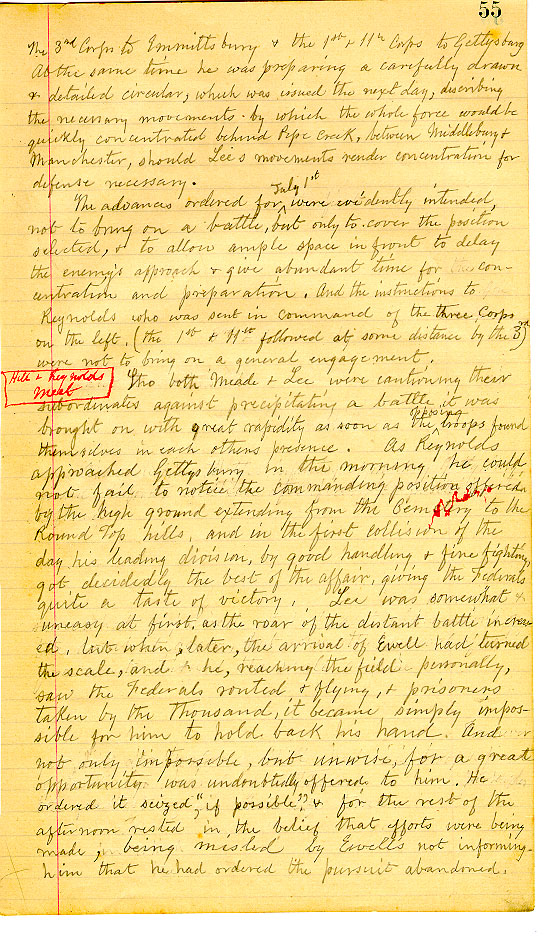 55
The 3rd Corps to Emmittsburg & the 1st & 11th Corps to Gettysburg
At the same time he was preparing a carefully drawn
& detailed circular, which was issued the next day, discribing
the necessary movements by which the whole force would be
quickly concentrated behind Pipe Creek, between Middleburg &
Manchester, should Lee's movements render concentration for
defense necessary.
July 1st
The advances ordered for, were evidently intended,
not to bring on a battle, but only to cover the position
selected, & to allow ample space in front to delay
the enemy's approach & give abundant time for con-
centration and preparation. And the instructions to
Reynolds who was sent in command of the three Corps
on the left, (the 1st & 11th followed at some distance by the 3rd)
were not to bring on a general engagement.
Hill & Reynolds
Meet
Tho both Meade & Lee were cautioning their
subordinates against precipitating a battle, it was
opposing
brought on with great rapidity as soon as the troops found
themselves in each others presence. As Reynolds
approached Gettysburg in the morning he could
not fail to notice the commanding position offered
by the high ground extending from the Cemetery to the
Round Top hills, and in the first collision of the
day his leading division, by good handling & fine fighting,
got decidedly the best of the affair, giving the Federals
quite a taste of victory. Lee was somewhat
uneasy at first, as the roar of the distant battle increas
ed, but when, later, the arrival of Ewell had turned
the scale, and he, reaching the field personally,
saw the Federals routed & flying, & prisoners
taken by the thousand, it became simply impos-
sible for him to hold back his hand. And
not only impossible, but unwise, for a great
opportunity was undoubtedly offered to him. He
ordered it seized, "if possible", & for the rest of the
afternoon rested in the belief that efforts were being
made, being misled by Ewell's not informing
him that he had ordered the pursuit abandoned.